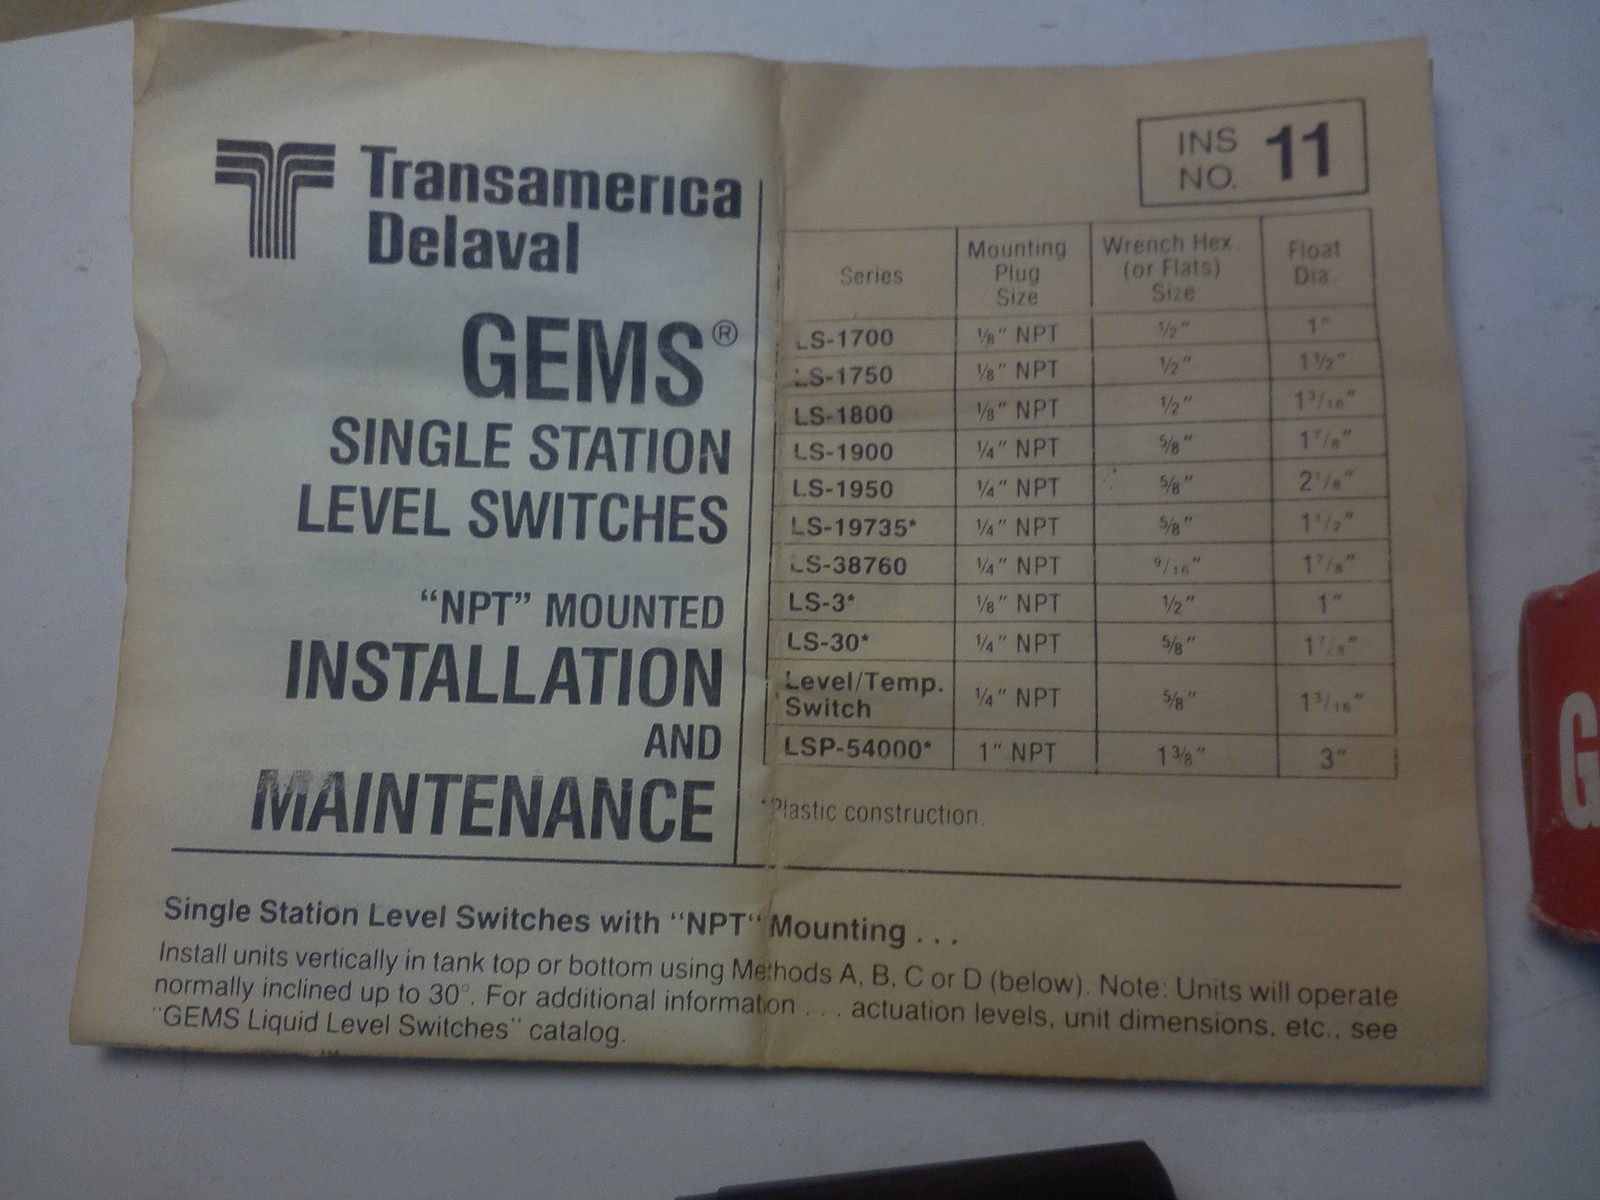 Transamerica
Delaval
GEMS®
SINGLE STATION
LEVEL SWITCHES
“NPT” MOUNTED
INSTALLATION
AND
MAINTENANCE
INS
NO. 11
Series | Mounting Plug Size | Wrench Hex. (or Flats) Size | Float Dia.
LS-1700 | 1/8" NPT | 1/2" | 1"
LS-1750 | 1/8" NPT | 1/2" | 1 1/2"
LS-1800 | 1/8" NPT | 1/2" | 1 3/16"
LS-1900 | 1/4" NPT | 5/8" | 1 7/8"
LS-1950 | 1/4" NPT | 5/8" | 2 1/8"
LS-19735* | 1/4" NPT | 5/8" | 1 1/2"
LS-38760 | 1/4" NPT | 9/16" | 1 7/8"
LS-3* | 1/8" NPT | 1/2" | 1"
LS-30* | 1/4" NPT | 5/8" | 1 7/8"
Level/Temp. Switch | 1/4" NPT | 5/8" | 1 3/16"
LSP-54000* | 1" NPT | 1 3/8" | 3"
*Plastic construction.
Single Station Level Switches with “NPT“ Mounting . . .
Install units vertically in tank top or bottom using Methods A, B, C or D (below). Note: Units will operate
normally inclined up to 30°. For additional information . . . actuation levels, unit dimensions, etc., see
“GEMS Liquid Level Switches” catalog.
G